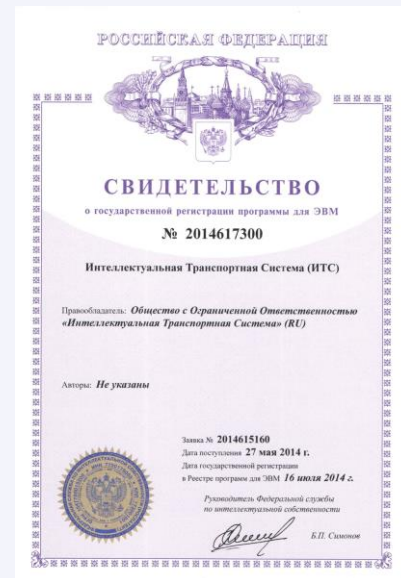 РОССИЙСКАЯ ФЕДЕРАЦИЯ
СВИДЕТЕЛЬСТВО
о государственной регистрации программы для ЭВМ
№ 2014617300
Интеллектуальная Транспортная Система (ИТС)
Правообладатель: Общество с Ограниченной Ответственностью
«Интеллектуальная Транспортная Система» (RU)
Авторы: Не указаны
Заявка № 2014615160
Дата поступления 27 мая 2014 г.
Дата государственной регистрации
в Реестре программ для ЭВМ 16 июля 2014 г.
Руководитель Федеральной службы
по интеллектуальной собственности
Б.П. Симонов